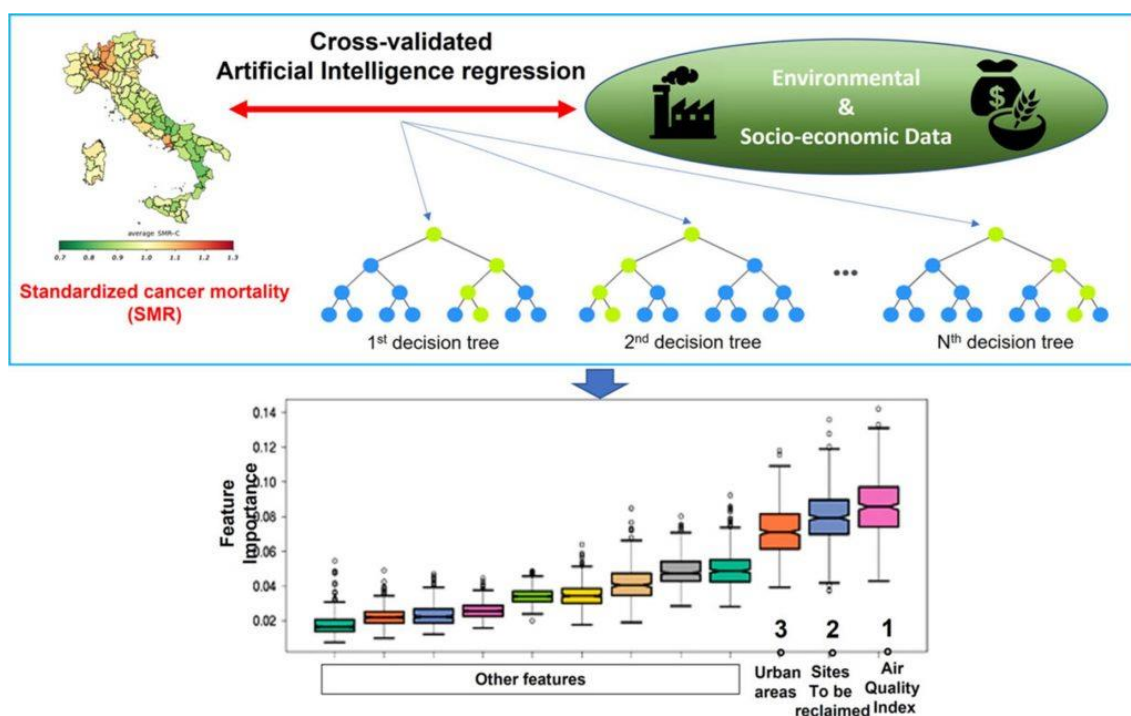 Cross-validated
Artificial Intelligence regression
Environmental
&
Socio-economic Data
$
average SMR-C
0.7 0.8 0.9 1.0 1.1 1.2 1.3
Standardized cancer mortality
(SMR)
...
1st decision tree
2nd decision tree
Nth decision tree
Feature
Importance
0.14
0.12
0.10
0.08
0.06
0.04
0.02
3
2
1
Other features
Urban
areas
Sites
To be
reclaimed
Air
Quality
Index